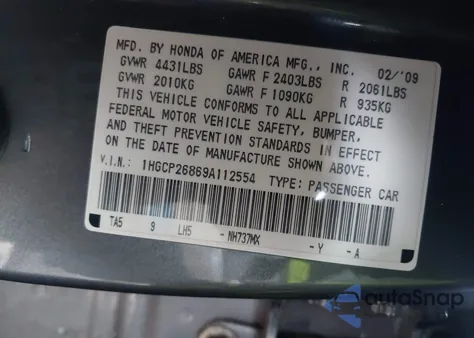 MFD. BY HONDA OF AMERICA MFG., INC. 02/'09
GVWR 4431LBS GAWR F 2403LBS R 2061LBS
GVWR 2010KG GAWR F 1090KG R 935KG
THIS VEHICLE CONFORMS TO ALL APPLICABLE
FEDERAL MOTOR VEHICLE SAFETY, BUMPER,
AND THEFT PREVENTION STANDARDS IN EFFECT
ON THE DATE OF MANUFACTURE SHOWN ABOVE.
V.I.N.: 1HGCP26869A112554 TYPE: PASSENGER CAR
TA5 9 LH5 -NH737MX -Y -A
autoSnap